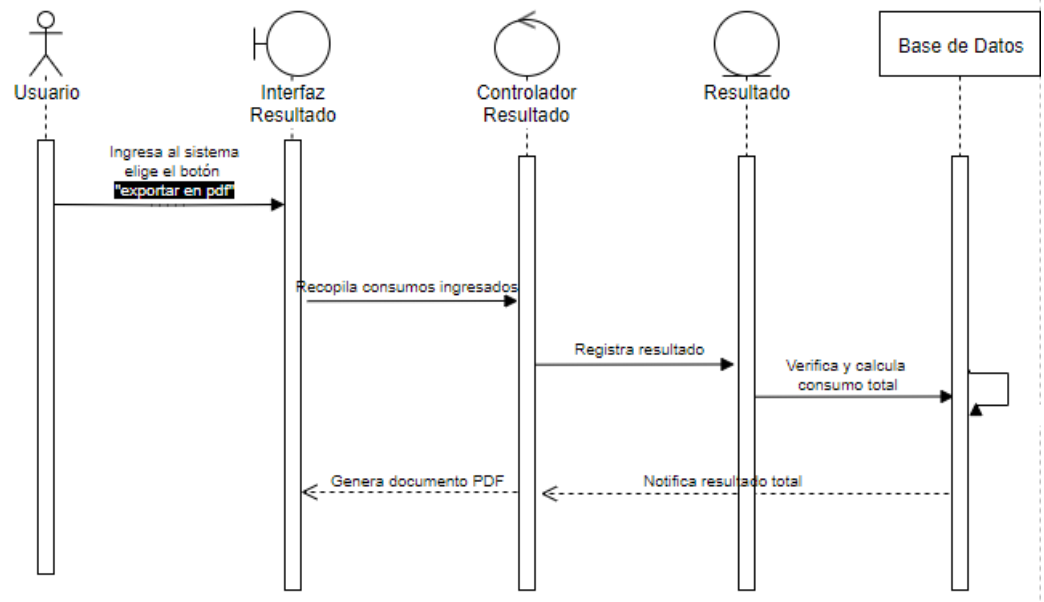 Usuario
Interfaz
Resultado
Controlador
Resultado
Resultado
Base de Datos
Ingresa al sistema
elige el botón
"exportar en pdf"
Recopila consumos ingresados
Registra resultado
Verifica y calcula
consumo total
Genera documento PDF
Notifica resultado total